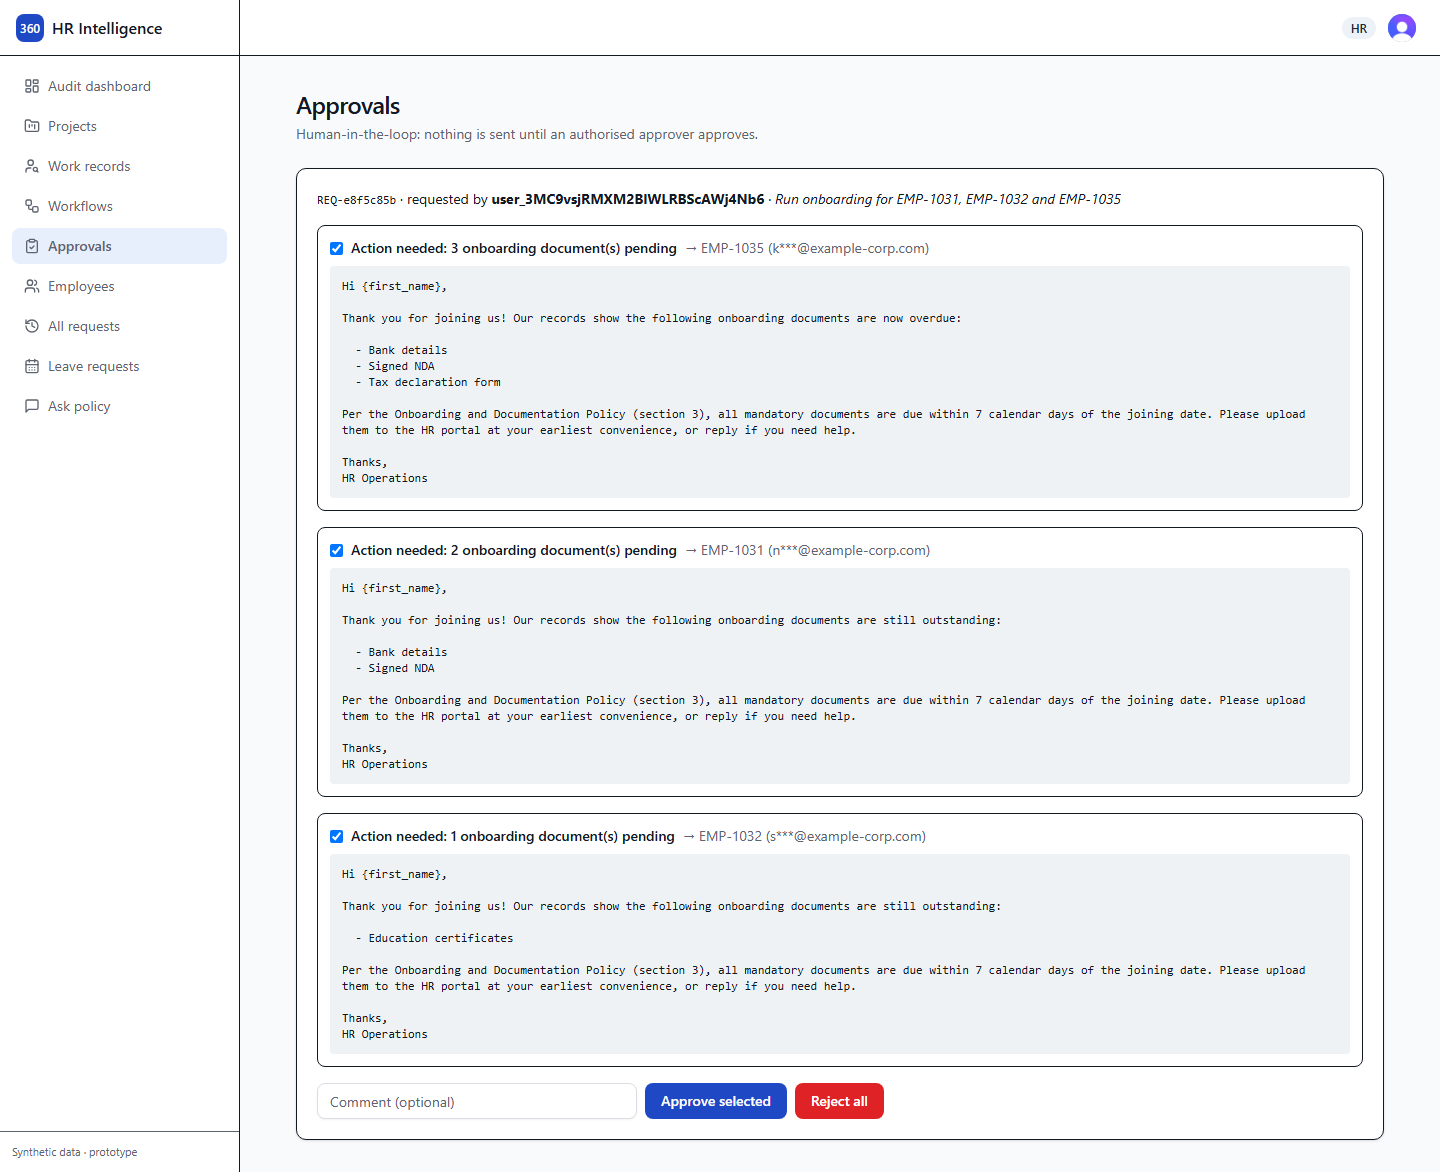 360 HR Intelligence
HR
Audit dashboard
Projects
Work records
Workflows
Approvals
Employees
All requests
Leave requests
Ask policy
Synthetic data · prototype
Approvals
Human-in-the-loop: nothing is sent until an authorised approver approves.
REQ-e8f5c85b · requested by user_3MC9vsjRMXM2BlWLRBScAWj4Nb6 · Run onboarding for EMP-1031, EMP-1032 and EMP-1035
Action needed: 3 onboarding document(s) pending → EMP-1035 (k***@example-corp.com)
Hi {first_name},
Thank you for joining us! Our records show the following onboarding documents are now overdue:
- Bank details
- Signed NDA
- Tax declaration form
Per the Onboarding and Documentation Policy (section 3), all mandatory documents are due within 7 calendar days of the joining date. Please upload
them to the HR portal at your earliest convenience, or reply if you need help.
Thanks,
HR Operations
Action needed: 2 onboarding document(s) pending → EMP-1031 (n***@example-corp.com)
Hi {first_name},
Thank you for joining us! Our records show the following onboarding documents are still outstanding:
- Bank details
- Signed NDA
Per the Onboarding and Documentation Policy (section 3), all mandatory documents are due within 7 calendar days of the joining date. Please upload
them to the HR portal at your earliest convenience, or reply if you need help.
Thanks,
HR Operations
Action needed: 1 onboarding document(s) pending → EMP-1032 (s***@example-corp.com)
Hi {first_name},
Thank you for joining us! Our records show the following onboarding documents are still outstanding:
- Education certificates
Per the Onboarding and Documentation Policy (section 3), all mandatory documents are due within 7 calendar days of the joining date. Please upload
them to the HR portal at your earliest convenience, or reply if you need help.
Thanks,
HR Operations
Comment (optional)
Approve selected
Reject all